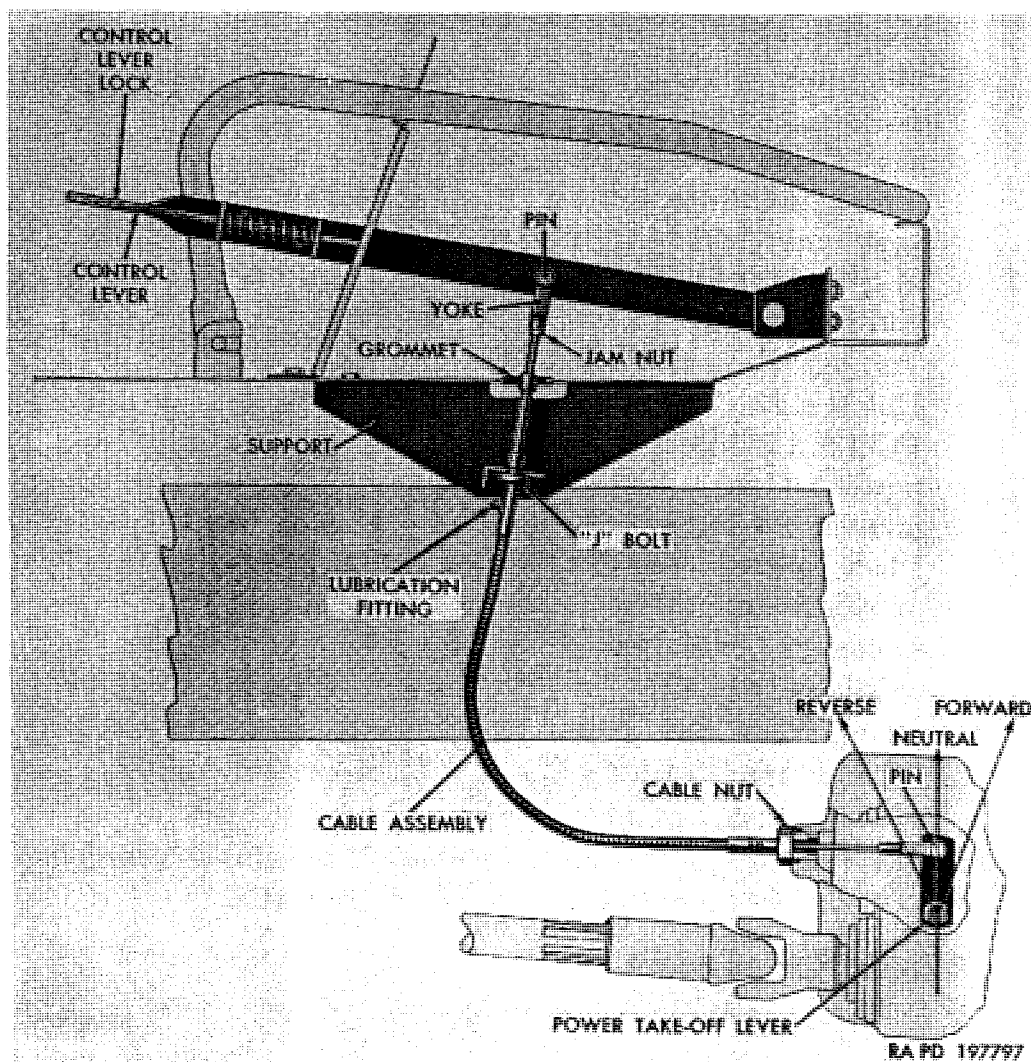 CONTROL
LEVER
LOCK
CONTROL
LEVER
PIN
YOKE
JAM NUT
GROMMET
SUPPORT
"J" BOLT
LUBRICATION
FITTING
REVERSE
FORWARD
NEUTRAL
PIN
CABLE NUT
CABLE ASSEMBLY
POWER TAKE-OFF LEVER
RA PD 197797